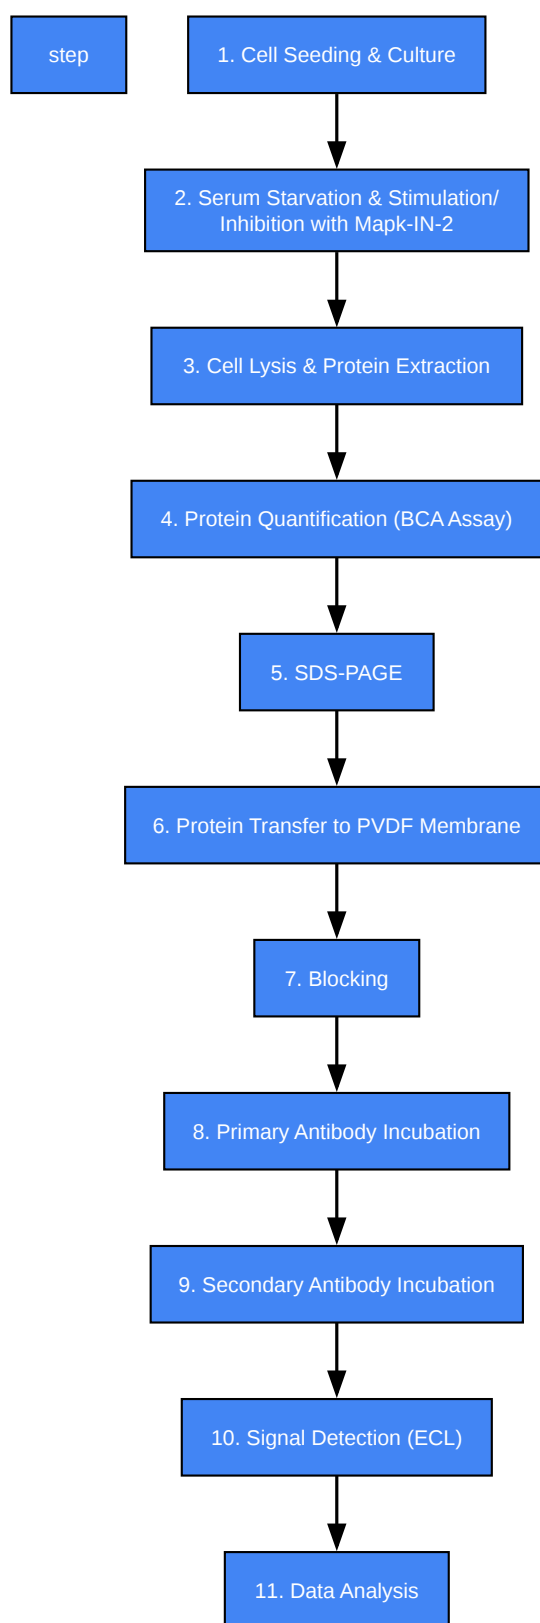 step
1. Cell Seeding & Culture
2. Serum Starvation & Stimulation/
Inhibition with Mapk-IN-2
3. Cell Lysis & Protein Extraction
4. Protein Quantification (BCA Assay)
5. SDS-PAGE
6. Protein Transfer to PVDF Membrane
7. Blocking
8. Primary Antibody Incubation
9. Secondary Antibody Incubation
10. Signal Detection (ECL)
11. Data Analysis